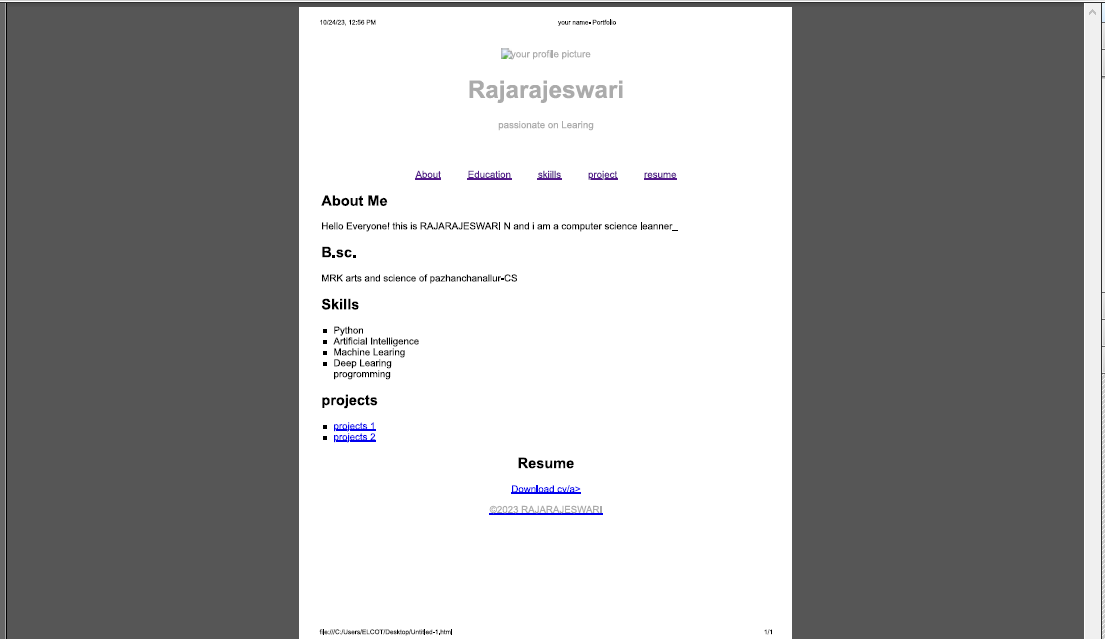 10/24/23, 12:56 PM your name-Portfolio
your profile picture
Rajarajeswari
passionate on Learing
About Education skiills project resume
About Me
Hello Everyone! this is RAJARAJESWARI N and i am a computer science leanner_
B.sc.
MRK arts and science of pazhanchanallur-CS
Skills
Python
Artificial Intelligence
Machine Learing
Deep Learing
progromming
projects
projects 1
projects 2
Resume
Download cv/a>
©2023 RAJARAJESWARI
file:///C:/Users/ELCOT/Desktop/Untitled-1.html 1/1